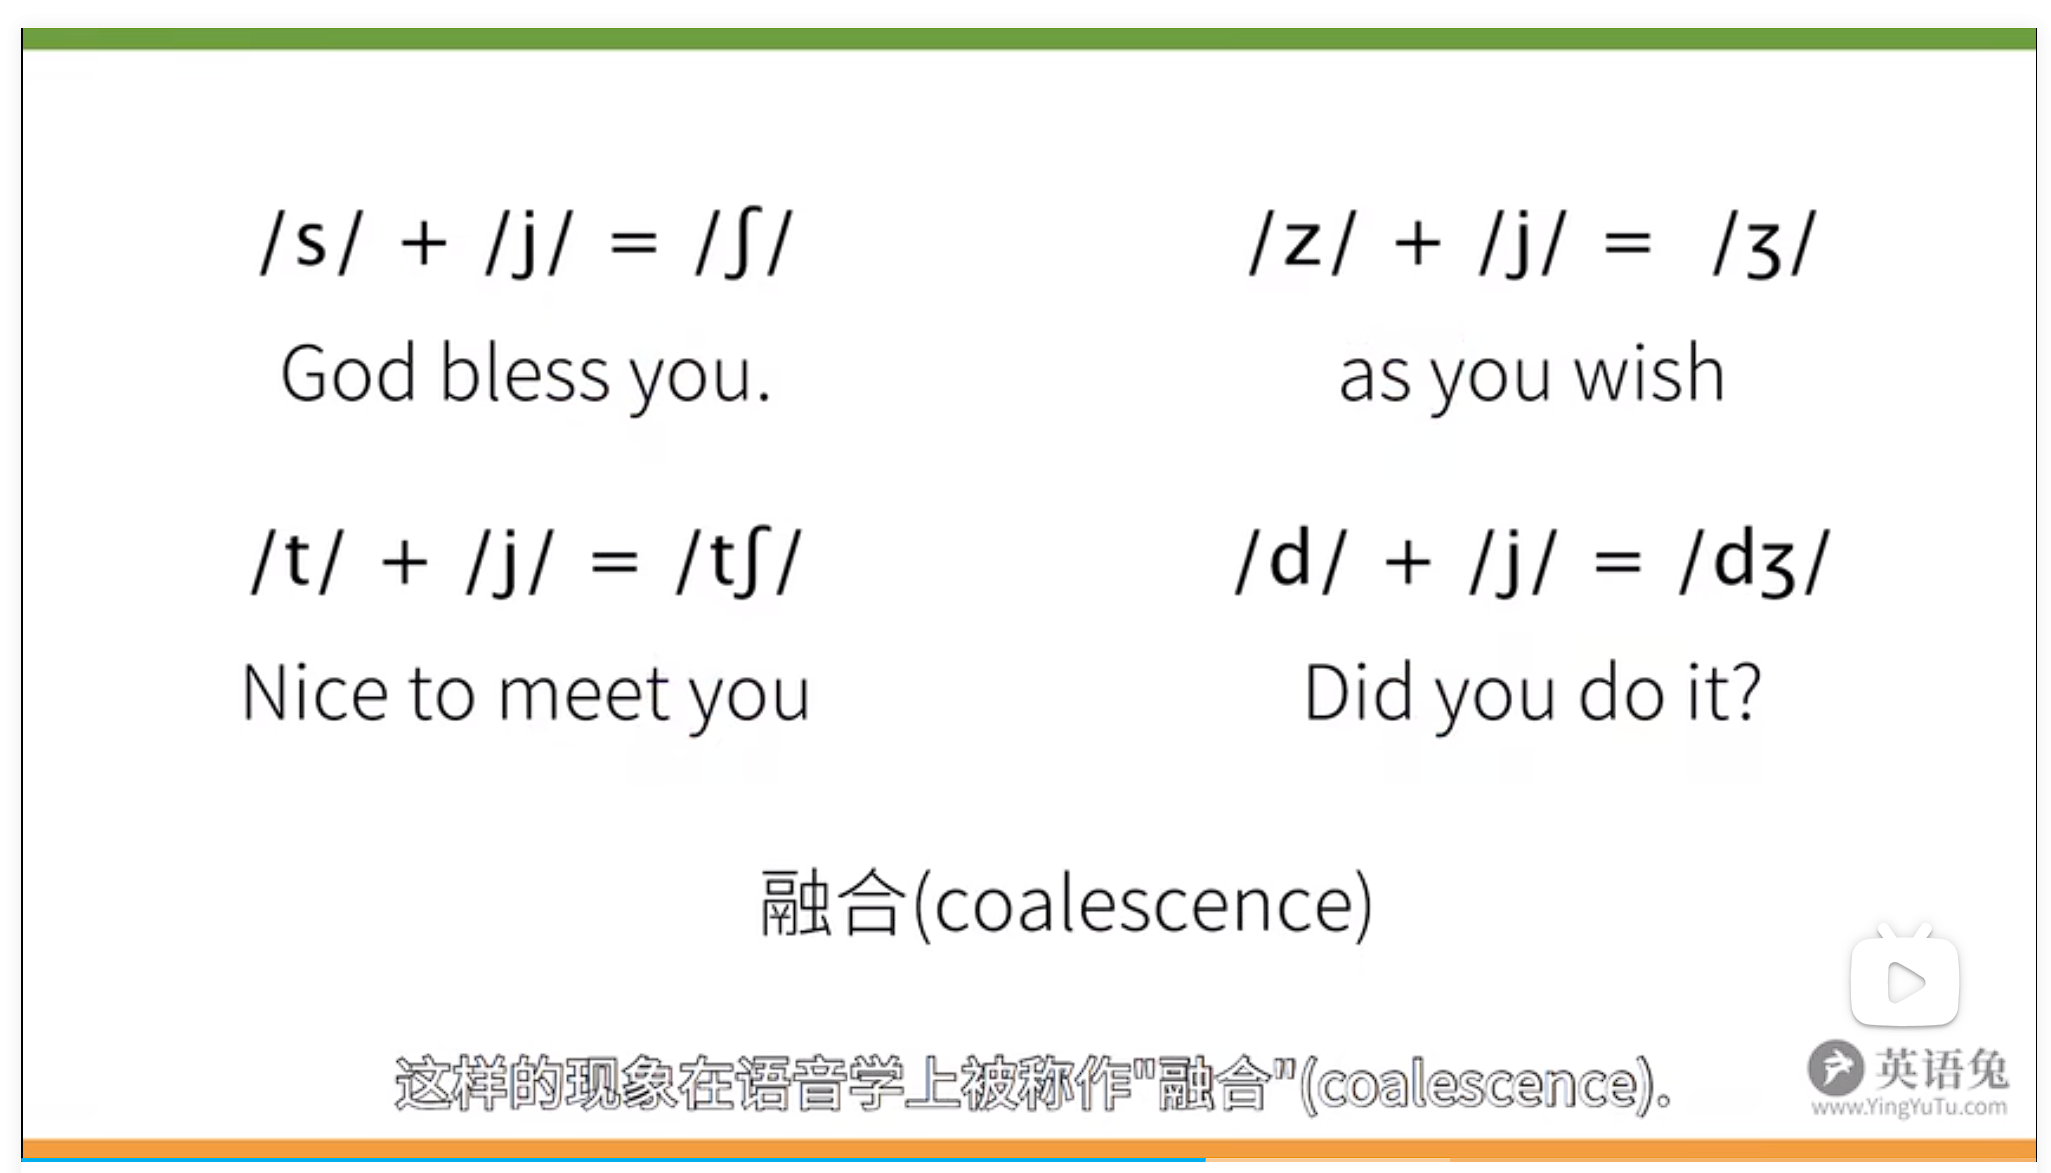 /s/ + /j/ = /ʃ/
/z/ + /j/ = /ʒ/
God bless you.
as you wish
/t/ + /j/ = /tʃ/
/d/ + /j/ = /dʒ/
Nice to meet you
Did you do it?
融合(coalescence)
这样的现象在语音学上被称作"融合"(coalescence).
英语兔
www.YingYuTu.com